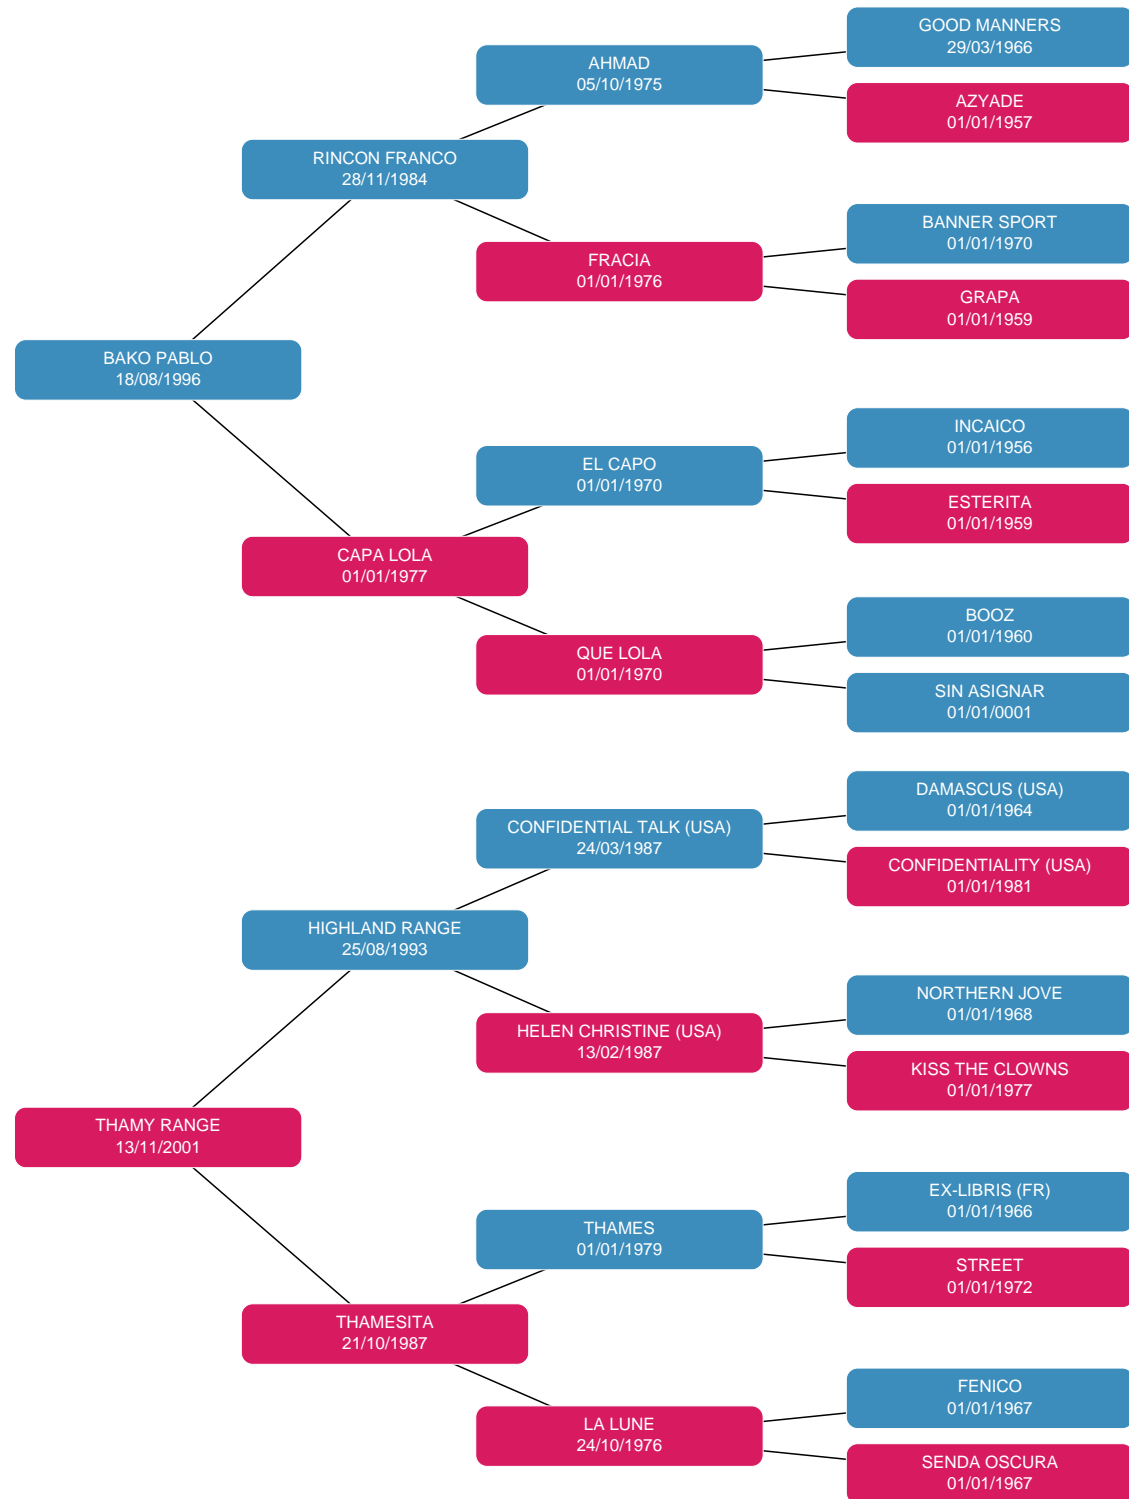 GOOD MANNERS
29/03/1966
AHMAD
05/10/1975
AZYADE
01/01/1957
RINCON FRANCO
28/11/1984
BANNER SPORT
01/01/1970
FRACIA
01/01/1976
GRAPA
01/01/1959
BAKO PABLO
18/08/1996
INCAICO
01/01/1956
EL CAPO
01/01/1970
ESTERITA
01/01/1959
CAPA LOLA
01/01/1977
BOOZ
01/01/1960
QUE LOLA
01/01/1970
SIN ASIGNAR
01/01/0001
DAMASCUS (USA)
01/01/1964
CONFIDENTIAL TALK (USA)
24/03/1987
CONFIDENTIALITY (USA)
01/01/1981
HIGHLAND RANGE
25/08/1993
NORTHERN JOVE
01/01/1968
HELEN CHRISTINE (USA)
13/02/1987
KISS THE CLOWNS
01/01/1977
THAMY RANGE
13/11/2001
EX-LIBRIS (FR)
01/01/1966
THAMES
01/01/1979
STREET
01/01/1972
THAMESITA
21/10/1987
FENICO
01/01/1967
LA LUNE
24/10/1976
SENDA OSCURA
01/01/1967